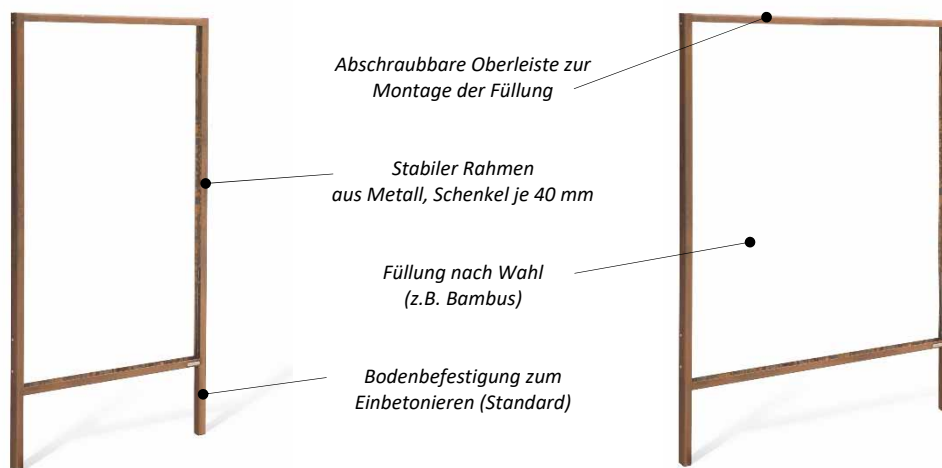 Abschraubbare Oberleiste zur
Montage der Füllung
Stabiler Rahmen
aus Metall, Schenkel je 40 mm
Füllung nach Wahl
(z.B. Bambus)
Bodenbefestigung zum
Einbetonieren (Standard)